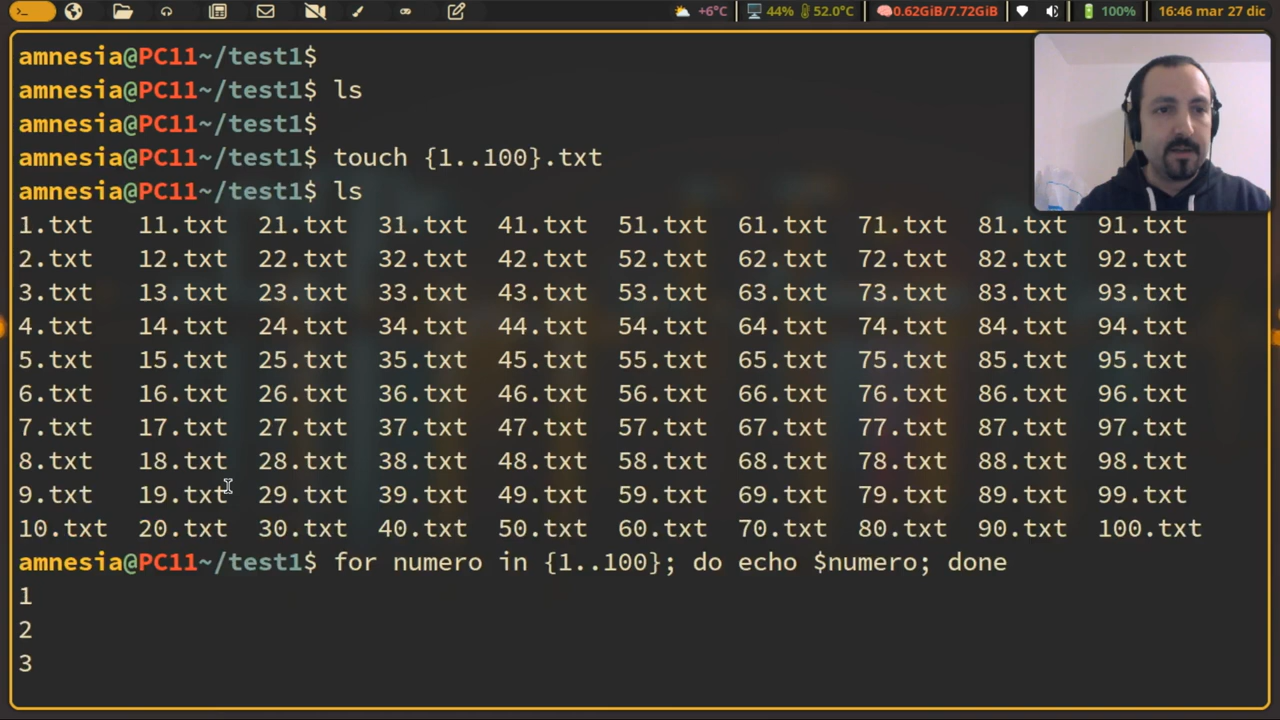 >_ +6°C 44% 52.0°C 0.62GiB/7.72GiB 100% 16:46 mar 27 dic
amnesia@PC11~/test1$
amnesia@PC11~/test1$ ls
amnesia@PC11~/test1$
amnesia@PC11~/test1$ touch {1..100}.txt
amnesia@PC11~/test1$ ls
1.txt 11.txt 21.txt 31.txt 41.txt 51.txt 61.txt 71.txt 81.txt 91.txt
2.txt 12.txt 22.txt 32.txt 42.txt 52.txt 62.txt 72.txt 82.txt 92.txt
3.txt 13.txt 23.txt 33.txt 43.txt 53.txt 63.txt 73.txt 83.txt 93.txt
4.txt 14.txt 24.txt 34.txt 44.txt 54.txt 64.txt 74.txt 84.txt 94.txt
5.txt 15.txt 25.txt 35.txt 45.txt 55.txt 65.txt 75.txt 85.txt 95.txt
6.txt 16.txt 26.txt 36.txt 46.txt 56.txt 66.txt 76.txt 86.txt 96.txt
7.txt 17.txt 27.txt 37.txt 47.txt 57.txt 67.txt 77.txt 87.txt 97.txt
8.txt 18.txt 28.txt 38.txt 48.txt 58.txt 68.txt 78.txt 88.txt 98.txt
9.txt 19.txt 29.txt 39.txt 49.txt 59.txt 69.txt 79.txt 89.txt 99.txt
10.txt 20.txt 30.txt 40.txt 50.txt 60.txt 70.txt 80.txt 90.txt 100.txt
amnesia@PC11~/test1$ for numero in {1..100}; do echo $numero; done
1
2
3